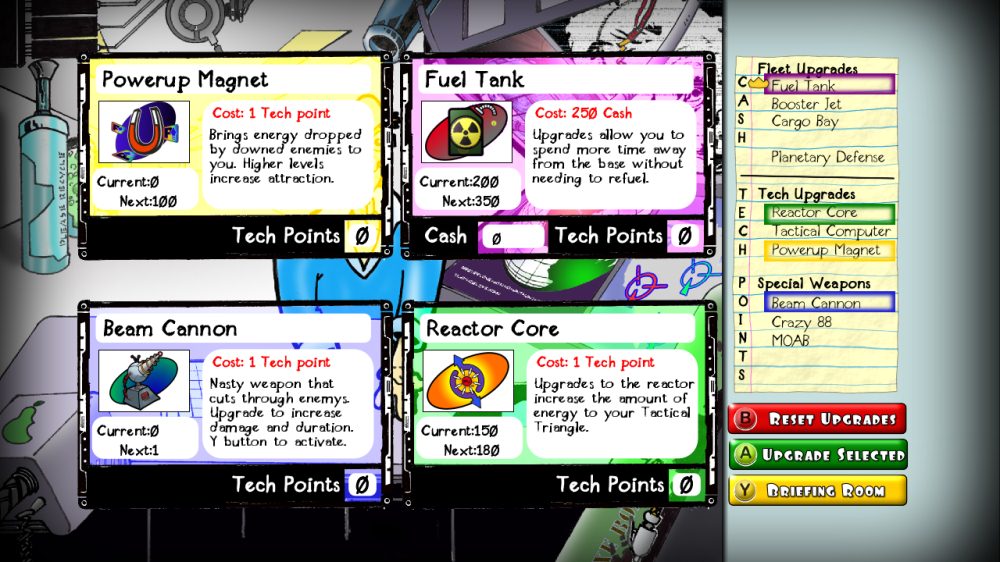 Powerup Magnet
Cost: 1 Tech point
Brings energy dropped
by downed enemies to
you. Higher levels
increase attraction.
Current:0
Next:100
Tech Points 0
Fuel Tank
Cost: 250 Cash
Upgrades allow you to
spend more time away
from the base without
needing to refuel.
Current:200
Next:350
Cash 0 Tech Points 0
Beam Cannon
Cost: 1 Tech point
Nasty weapon that
cuts through enemys.
Upgrade to increase
damage and duration.
Y button to activate.
Current:0
Next:1
Tech Points 0
Reactor Core
Cost: 1 Tech point
Upgrades to the reactor
increase the amount of
energy to your Tactical
Triangle.
Current:150
Next:180
Tech Points 0
PLEASE RECYCLE
CASH
Fleet Upgrades
Fuel Tank
Booster Jet
Cargo Bay
Planetary Defense
TECH POINTS
Tech Upgrades
Reactor Core
Tactical Computer
Powerup Magnet
Special Weapons
Beam Cannon
Crazy 88
MOAB
B Reset Upgrades
A Upgrade Selected
Y Briefing Room